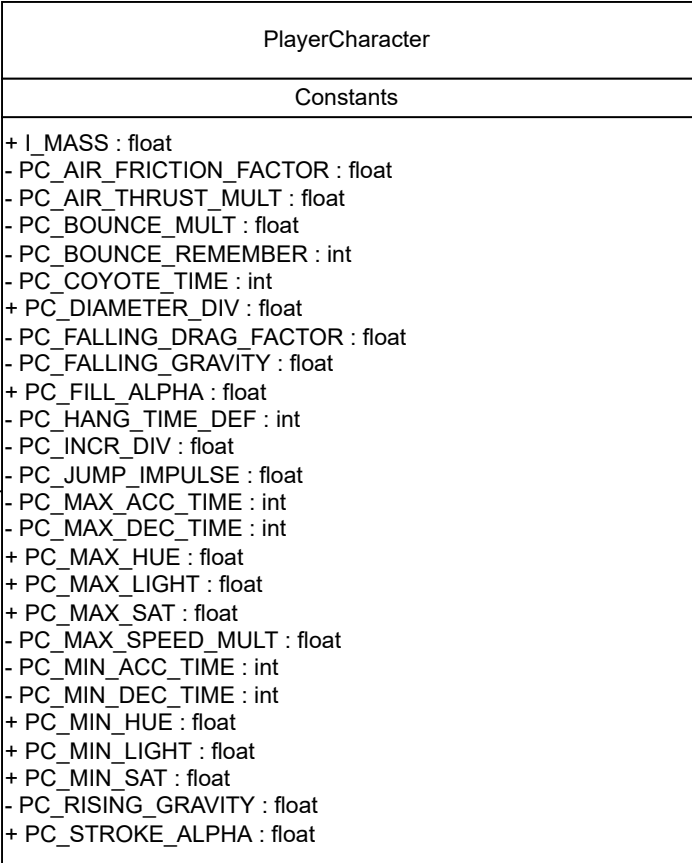 PlayerCharacter
Constants
+ I_MASS : float
- PC_AIR_FRICTION_FACTOR : float
- PC_AIR_THRUST_MULT : float
- PC_BOUNCE_MULT : float
- PC_BOUNCE_REMEMBER : int
- PC_COYOTE_TIME : int
+ PC_DIAMETER_DIV : float
- PC_FALLING_DRAG_FACTOR : float
- PC_FALLING_GRAVITY : float
+ PC_FILL_ALPHA : float
- PC_HANG_TIME_DEF : int
- PC_INCR_DIV : float
- PC_JUMP_IMPULSE : float
- PC_MAX_ACC_TIME : int
- PC_MAX_DEC_TIME : int
+ PC_MAX_HUE : float
+ PC_MAX_LIGHT : float
+ PC_MAX_SAT : float
- PC_MAX_SPEED_MULT : float
- PC_MIN_ACC_TIME : int
- PC_MIN_DEC_TIME : int
+ PC_MIN_HUE : float
+ PC_MIN_LIGHT : float
+ PC_MIN_SAT : float
- PC_RISING_GRAVITY : float
+ PC_STROKE_ALPHA : float